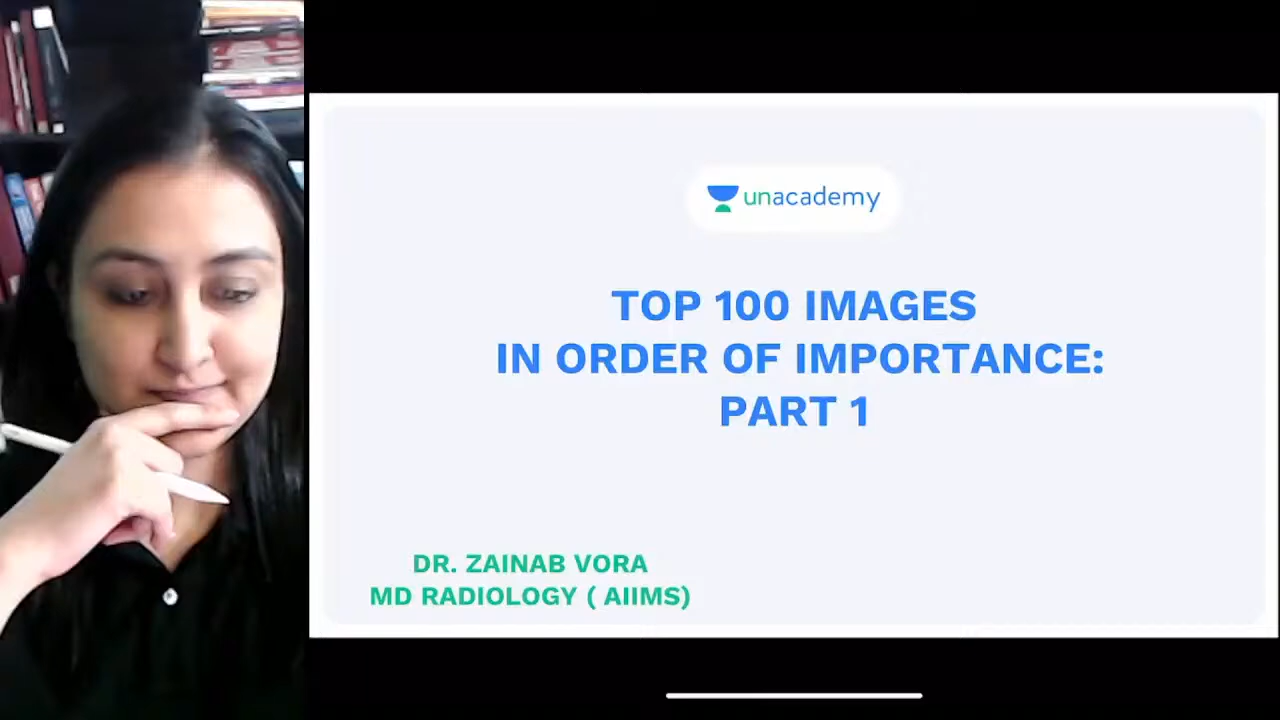 unacademy
TOP 100 IMAGES
IN ORDER OF IMPORTANCE:
PART 1
DR. ZAINAB VORA
MD RADIOLOGY ( AIIMS)